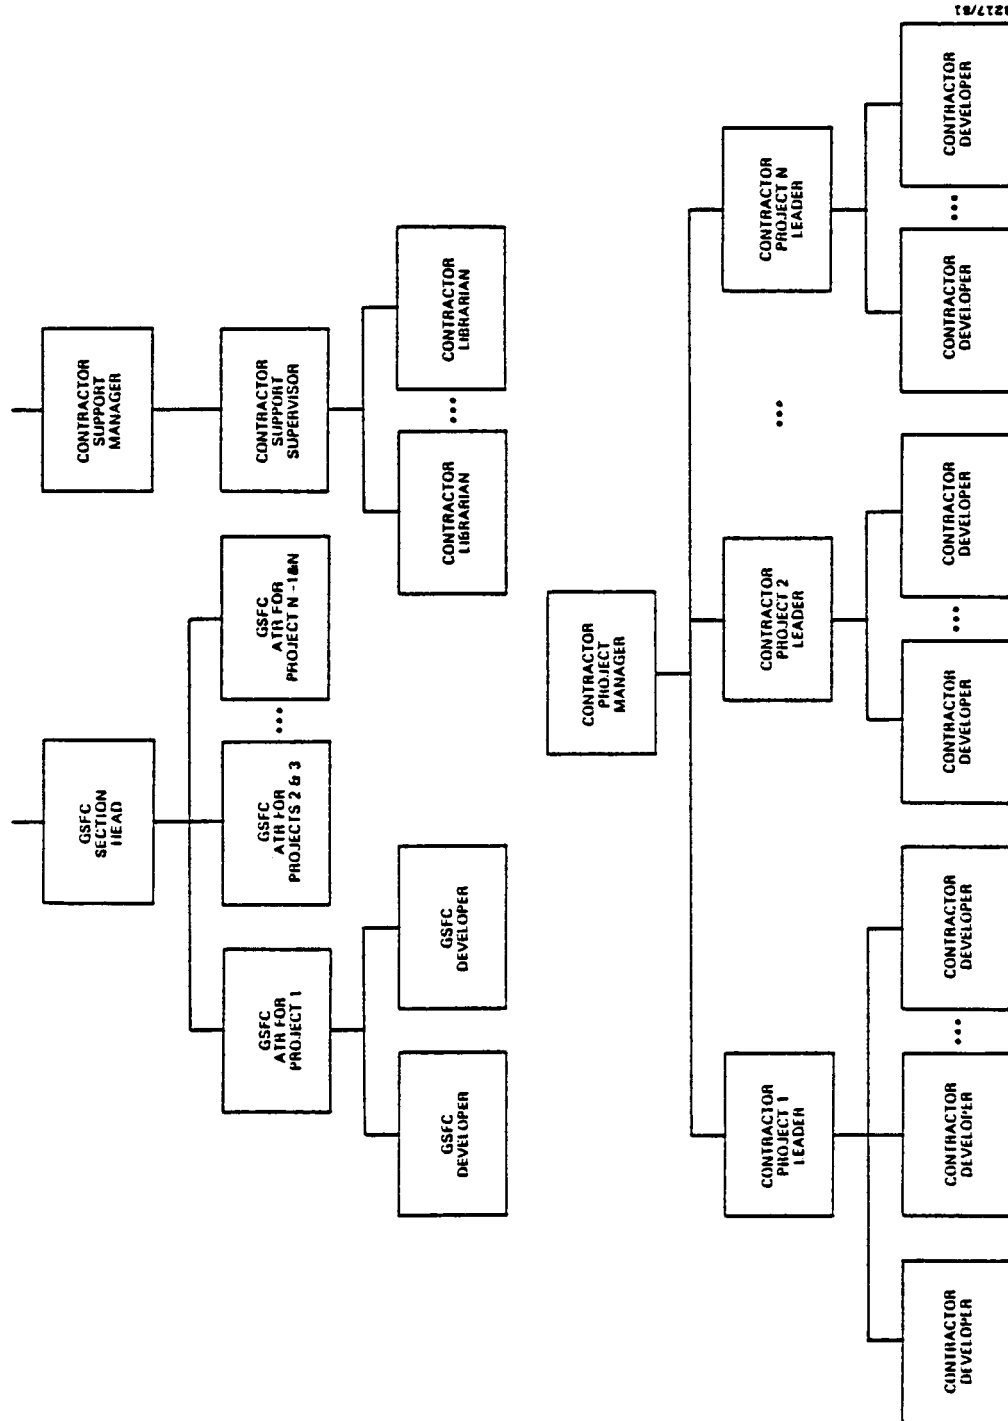 GSFC
SECTION
HEAD
CONTRACTOR
SUPPORT
MANAGER
GSFC
ATR FOR
PROJECT 1
GSFC
ATR FOR
PROJECTS 2 & 3
•••
GSFC
ATR FOR
PROJECT N -1&N
CONTRACTOR
SUPPORT
SUPERVISOR
GSFC
DEVELOPER
GSFC
DEVELOPER
CONTRACTOR
LIBRARIAN
•••
CONTRACTOR
LIBRARIAN
CONTRACTOR
PROJECT
MANAGER
CONTRACTOR
PROJECT 1
LEADER
CONTRACTOR
PROJECT 2
LEADER
•••
CONTRACTOR
PROJECT N
LEADER
CONTRACTOR
DEVELOPER
CONTRACTOR
DEVELOPER
•••
CONTRACTOR
DEVELOPER
CONTRACTOR
DEVELOPER
•••
CONTRACTOR
DEVELOPER
CONTRACTOR
DEVELOPER
•••
CONTRACTOR
DEVELOPER